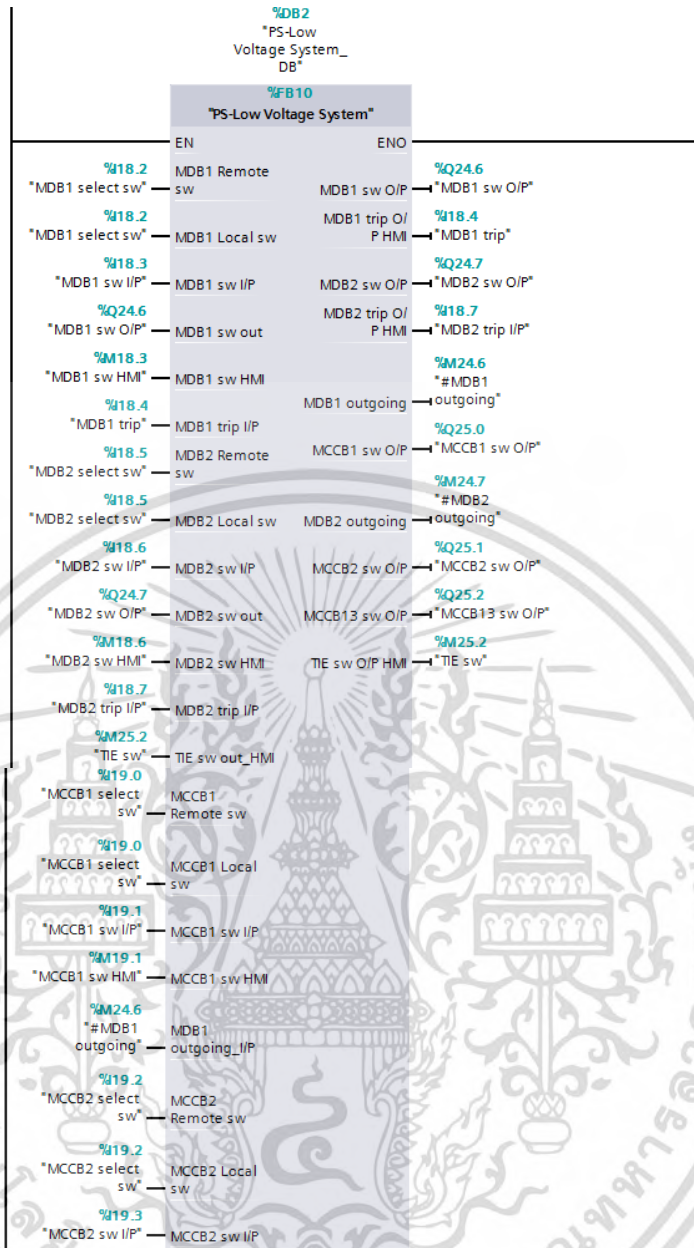 %DB2
"PS-Low
Voltage System_
DB"
%FB10
"PS-Low Voltage System"
EN
ENO
%I18.2
"MDB1 select sw"
MDB1 Remote
sw
%I18.2
"MDB1 select sw"
MDB1 Local sw
%I18.3
"MDB1 sw I/P"
MDB1 sw I/P
%Q24.6
"MDB1 sw O/P"
MDB1 sw out
%M18.3
"MDB1 sw HMI"
MDB1 sw HMI
%I18.4
"MDB1 trip"
MDB1 trip I/P
%I18.5
"MDB2 select sw"
MDB2 Remote
sw
%I18.5
"MDB2 select sw"
MDB2 Local sw
%I18.6
"MDB2 sw I/P"
MDB2 sw I/P
%Q24.7
"MDB2 sw O/P"
MDB2 sw out
%M18.6
"MDB2 sw HMI"
MDB2 sw HMI
%I18.7
"MDB2 trip I/P"
MDB2 trip I/P
%M25.2
"TIE sw"
TIE sw out_HMI
%I19.0
"MCCB1 select
sw"
MCCB1
Remote sw
%I19.0
"MCCB1 select
sw"
MCCB1 Local
sw
%I19.1
"MCCB1 sw I/P"
MCCB1 sw I/P
%M19.1
"MCCB1 sw HMI"
MCCB1 sw HMI
%M24.6
"#MDB1
outgoing"
MDB1
outgoing_I/P
%I19.2
"MCCB2 select
sw"
MCCB2
Remote sw
%I19.2
"MCCB2 select
sw"
MCCB2 Local
sw
%I19.3
"MCCB2 sw I/P"
MCCB2 sw I/P
MDB1 sw O/P
%Q24.6
"MDB1 sw O/P"
MDB1 trip O/
P HMI
%I18.4
"MDB1 trip"
MDB2 sw O/P
%Q24.7
"MDB2 sw O/P"
MDB2 trip O/
P HMI
%I18.7
"MDB2 trip I/P"
MDB1 outgoing
%M24.6
"#MDB1
outgoing"
MCCB1 sw O/P
%Q25.0
"MCCB1 sw O/P"
MDB2 outgoing
%M24.7
"#MDB2
outgoing"
MCCB2 sw O/P
%Q25.1
"MCCB2 sw O/P"
MCCB13 sw O/P
%Q25.2
"MCCB13 sw O/P"
TIE sw O/P HMI
%M25.2
"TIE sw"